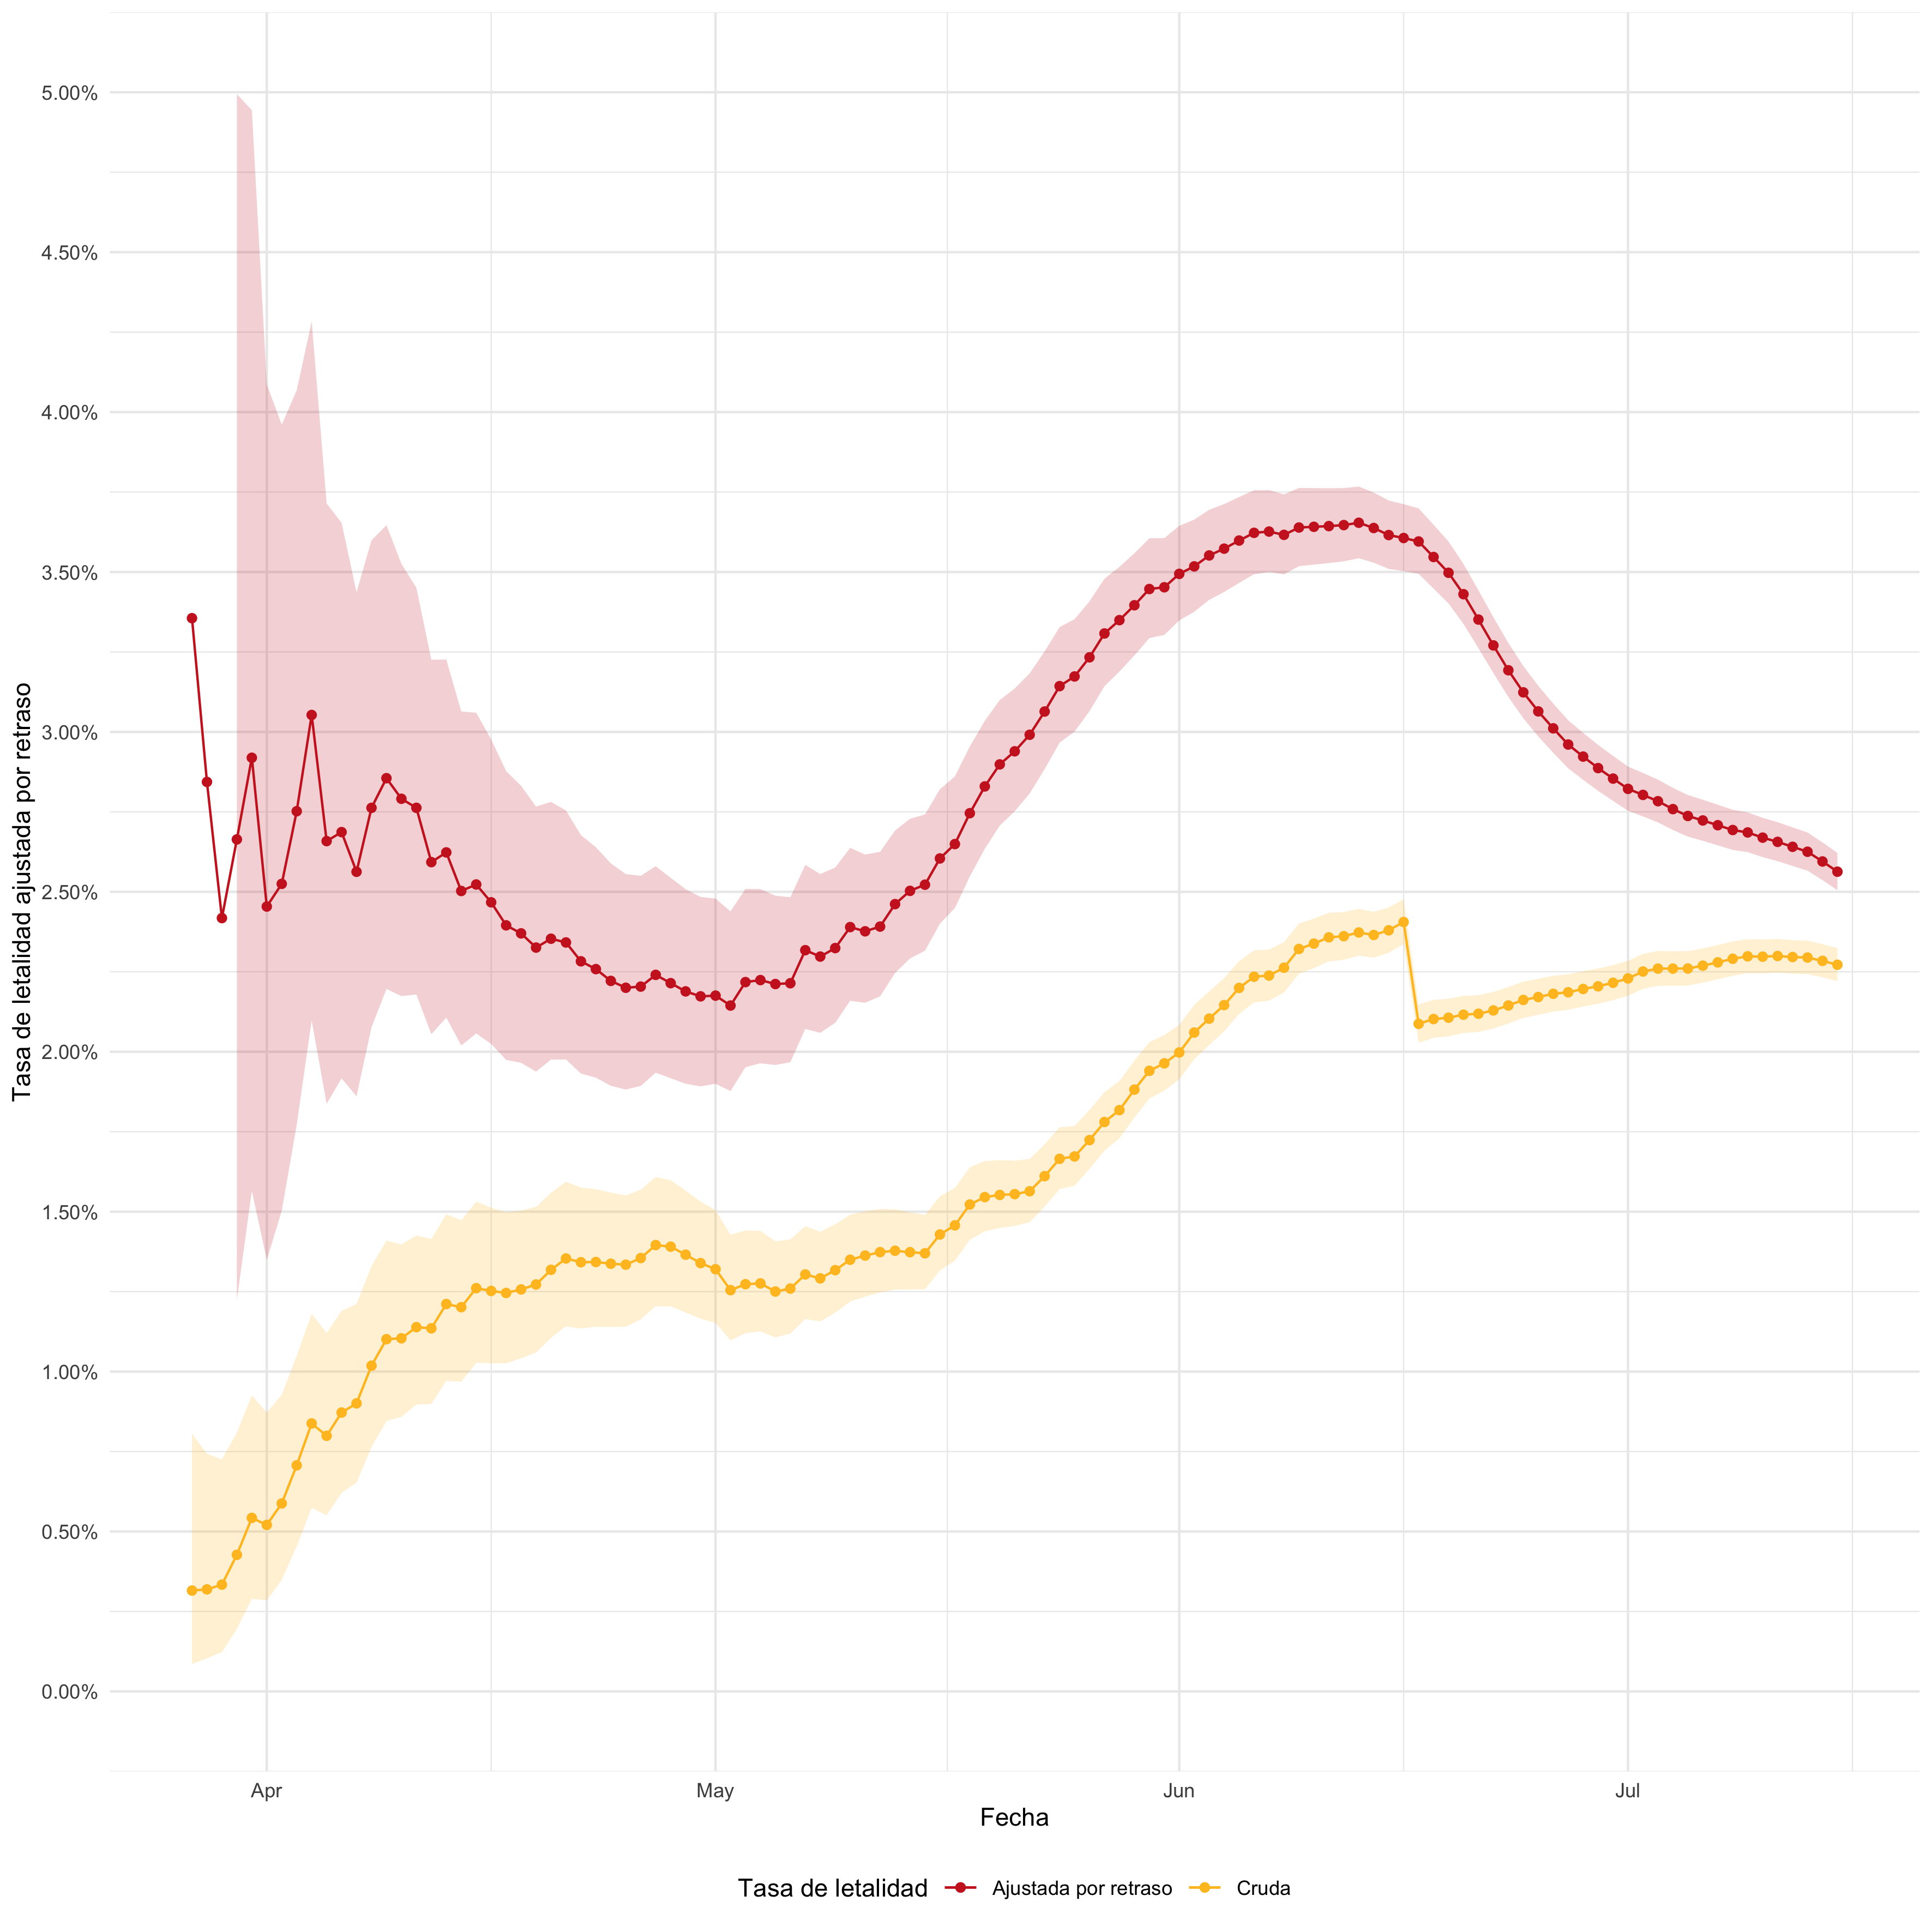 5.00%
4.50%
4.00%
3.50%
3.00%
2.50%
2.00%
1.50%
1.00%
0.50%
0.00%
Tasa de letalidad ajustada por retraso
Apr May Jun Jul
Fecha
Tasa de letalidad Ajustada por retraso Cruda